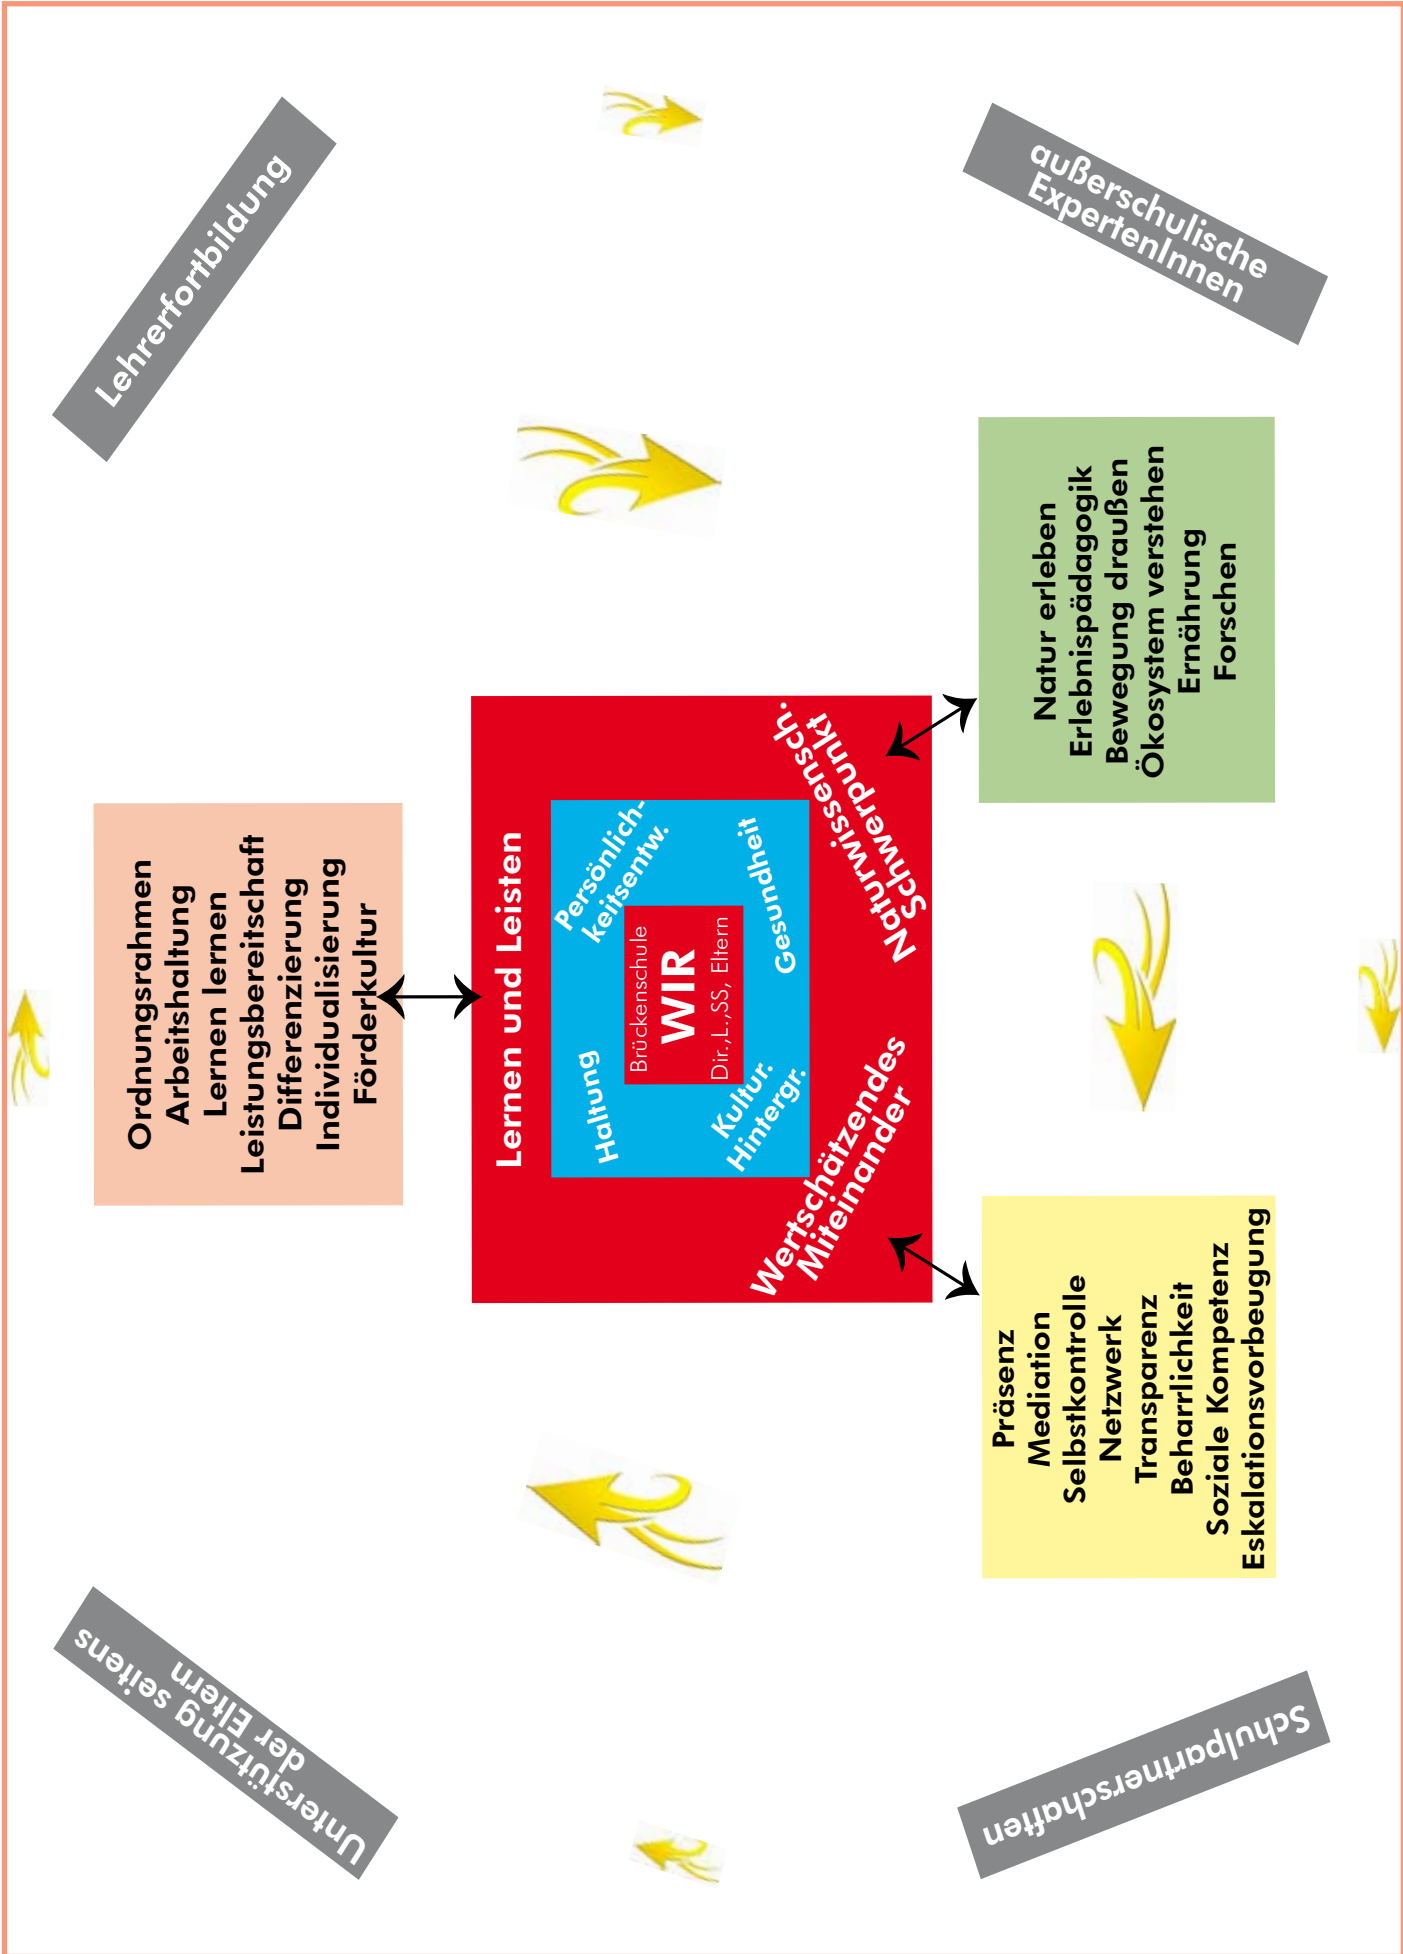 Unterstützung seitens
der Eltern
Lehrerfortbildung
Ordnungsrahmen
Arbeitshaltung
Lernen lernen
Leistungsbereitschaft
Differenzierung
Individualisierung
Förderkultur
Lernen und Leisten
Haltung
Persönlich-
keitsentw.
Brückenschule
WIR
Dir.,L.,SS, Eltern
Kultur.
Hintergr.
Gesundheit
Wertschätzendes
Miteinander
Naturwissensch.
Schwerpunkt
Präsenz
Mediation
Selbstkontrolle
Netzwerk
Transparenz
Beharrlichkeit
Soziale Kompetenz
Eskalationsvorbeugung
Natur erleben
Erlebnispädagogik
Bewegung draußen
Ökosystem verstehen
Ernährung
Forschen
Schulpartnerschaften
außerschulische
ExpertenInnen